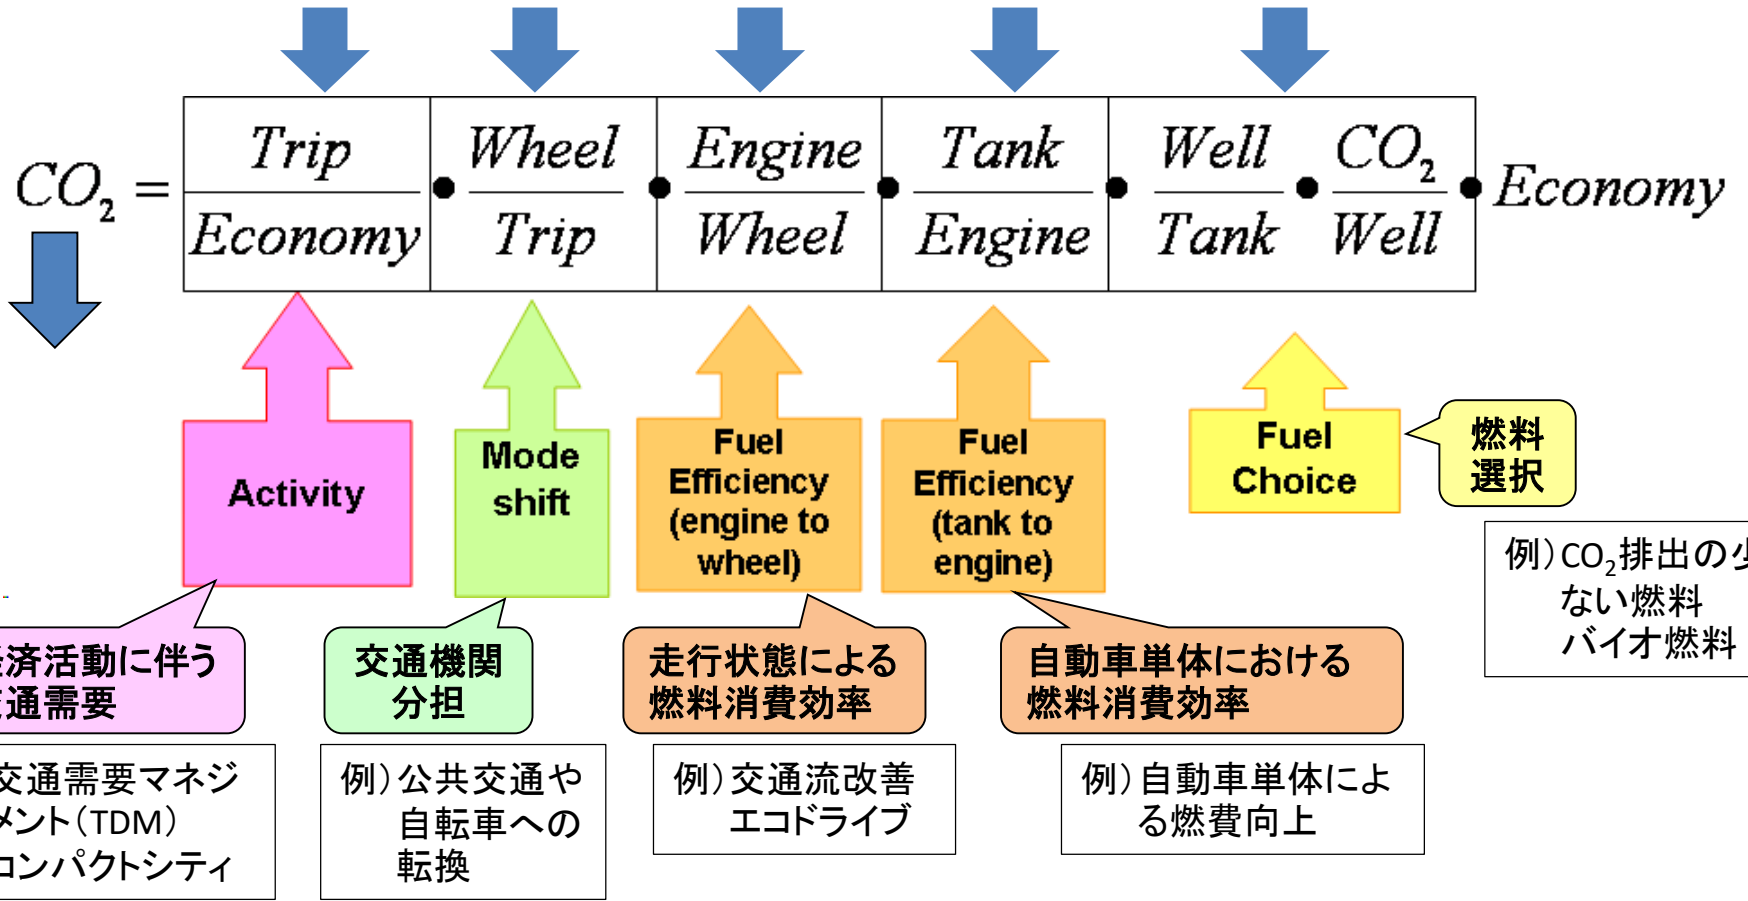 CO₂ = Trip/Economy • Wheel/Trip • Engine/Wheel • Tank/Engine • Well/Tank • CO₂/Well • Economy
Activity
Mode
shift
Fuel
Efficiency
(engine to
wheel)
Fuel
Efficiency
(tank to
engine)
Fuel
Choice
燃料
選択
例）CO₂排出の少
ない燃料
バイオ燃料
済活動に伴う
通需要
交通機関
分担
走行状態による
燃料消費効率
自動車単体における
燃料消費効率
交通需要マネジ
メント（TDM）
コンパクトシティ
例）公共交通や
自転車への
転換
例）交通流改善
エコドライブ
例）自動車単体によ
る燃費向上